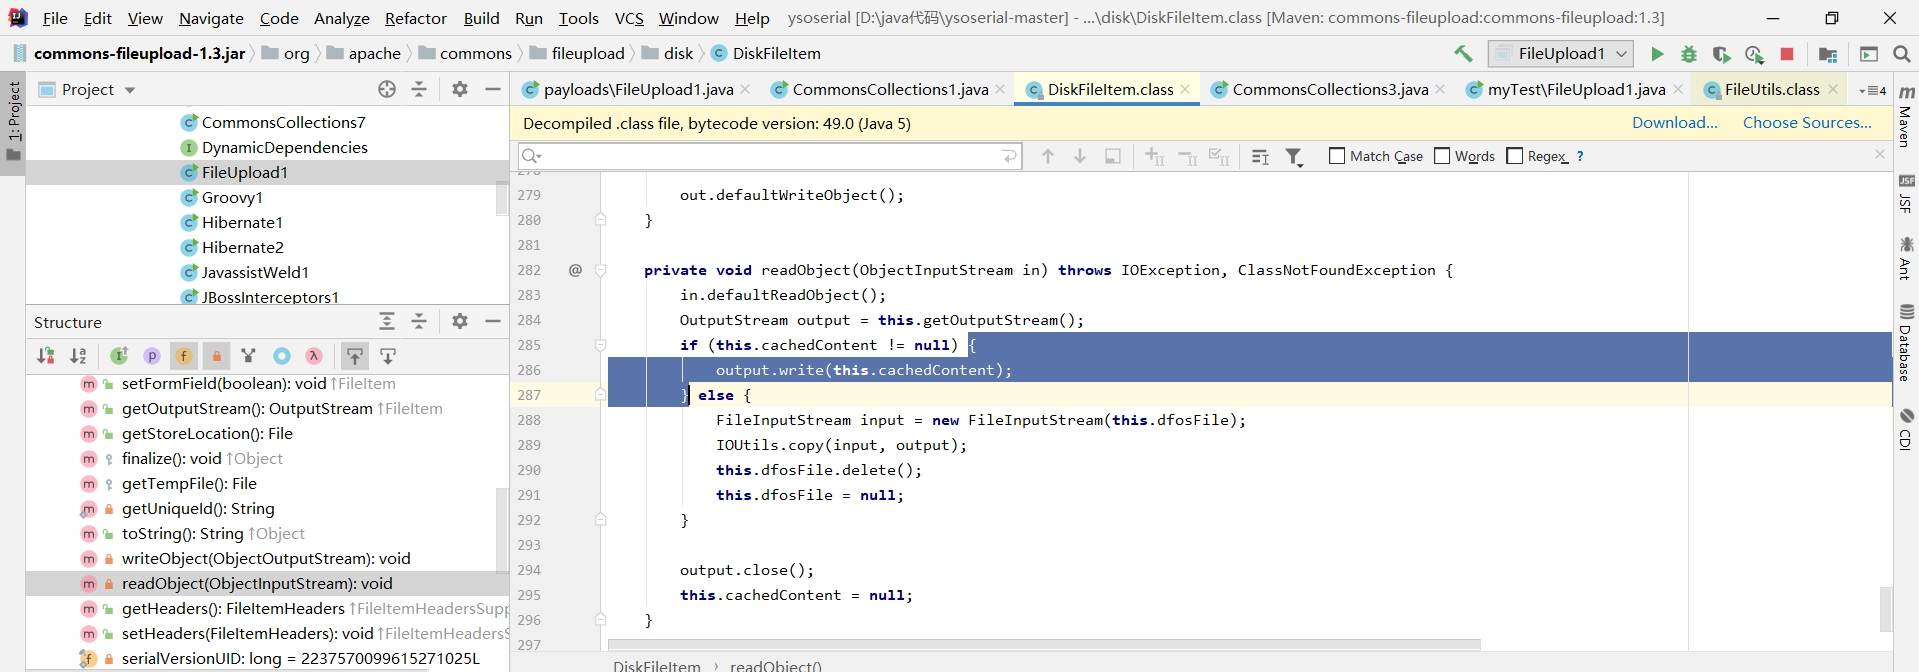 File Edit View Navigate Code Analyze Refactor Build Run Tools VCS Window Help ysoserial [D:\java代码\ysoserial-master] - ...\disk\DiskFileItem.class [Maven: commons-fileupload:commons-fileupload:1.3]
commons-fileupload-1.3.jar org apache commons fileupload disk DiskFileItem FileUpload1
1: Project
Project
payloads\FileUpload1.java CommonsCollections1.java DiskFileItem.class CommonsCollections3.java myTest\FileUpload1.java FileUtils.class 4
CommonsCollections7
DynamicDependencies
FileUpload1
Groovy1
Hibernate1
Hibernate2
JavassistWeld1
JBossInterceptors1
Structure
setFormField(boolean): void ↑FileItem
getOutputStream(): OutputStream ↑FileItem
getStoreLocation(): File
finalize(): void ↑Object
getTempFile(): File
getUniqueId(): String
toString(): String ↑Object
writeObject(ObjectOutputStream): void
readObject(ObjectInputStream): void
getHeaders(): FileItemHeaders ↑FileItemHeadersSupp
setHeaders(FileItemHeaders): void ↑FileItemHeadersS
serialVersionUID: long = 2237570099615271025L
Decompiled .class file, bytecode version: 49.0 (Java 5) Download... Choose Sources...
Match Case Words Regex ?
278
279 out.defaultWriteObject();
280 }
281
282 @ private void readObject(ObjectInputStream in) throws IOException, ClassNotFoundException {
283 in.defaultReadObject();
284 OutputStream output = this.getOutputStream();
285 if (this.cachedContent != null) {
286 output.write(this.cachedContent);
287 } else {
288 FileInputStream input = new FileInputStream(this.dfosFile);
289 IOUtils.copy(input, output);
290 this.dfosFile.delete();
291 this.dfosFile = null;
292 }
293
294 output.close();
295 this.cachedContent = null;
296 }
297
DiskFileItem › readObject()
Maven
JSF
Ant
Database
CDI